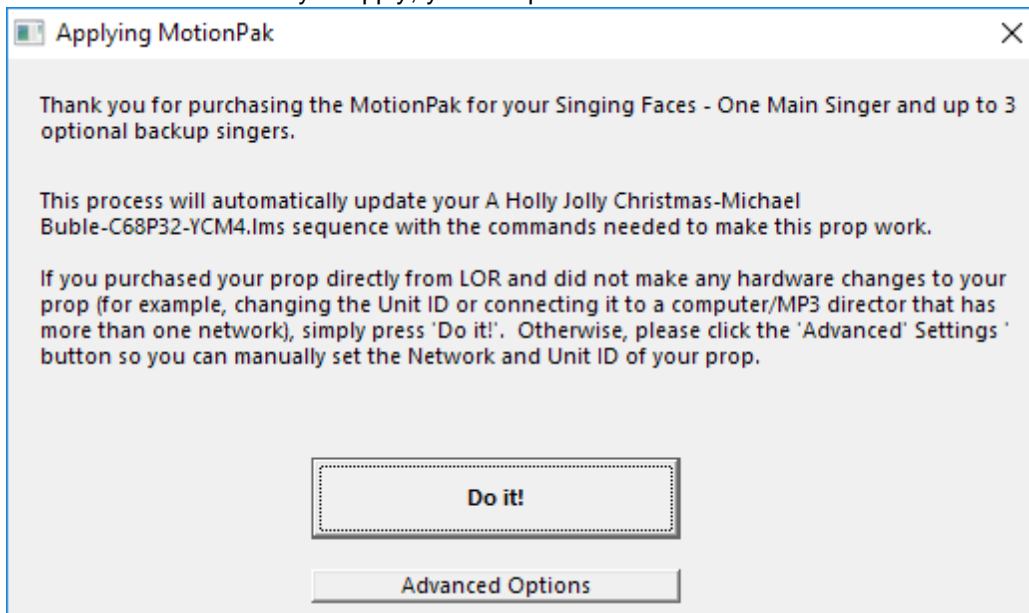 Applying MotionPak
Thank you for purchasing the MotionPak for your Singing Faces - One Main Singer and up to 3
optional backup singers.
This process will automatically update your A Holly Jolly Christmas-Michael
Buble-C68P32-YCM4.lms sequence with the commands needed to make this prop work.
If you purchased your prop directly from LOR and did not make any hardware changes to your
prop (for example, changing the Unit ID or connecting it to a computer/MP3 director that has
more than one network), simply press 'Do it!'. Otherwise, please click the 'Advanced' Settings '
button so you can manually set the Network and Unit ID of your prop.
Do it!
Advanced Options